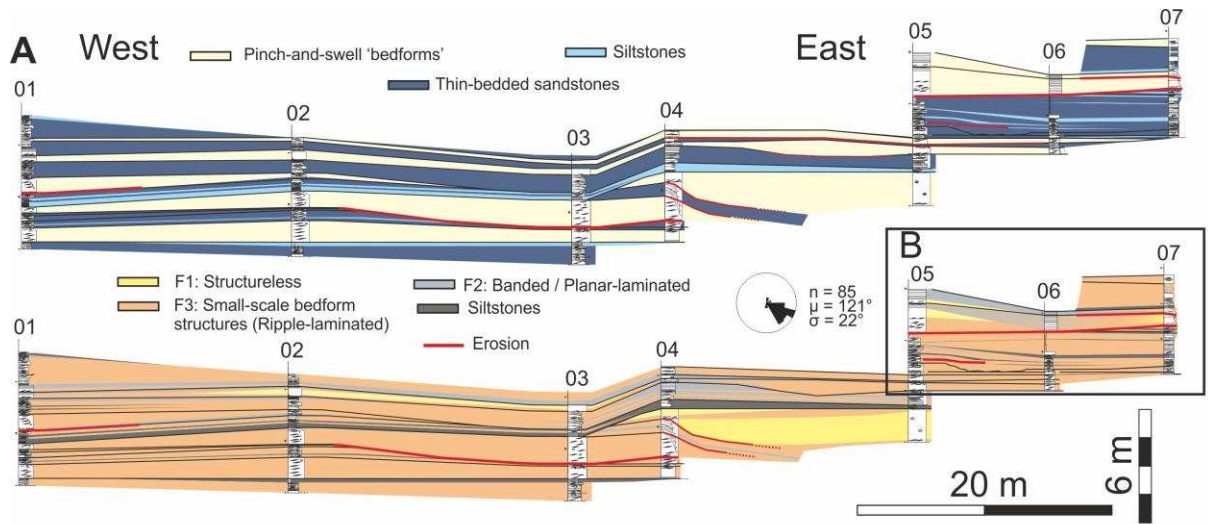 A West East
Pinch-and-swell ‘bedforms’ Siltstones
Thin-bedded sandstones
01
02
03
04
05
06
07
F1: Structureless
F2: Banded / Planar-laminated
F3: Small-scale bedform
structures (Ripple-laminated)
Siltstones
Erosion
n = 85
μ = 121°
σ = 22°
B
01
02
03
04
05
06
07
20 m
6 m